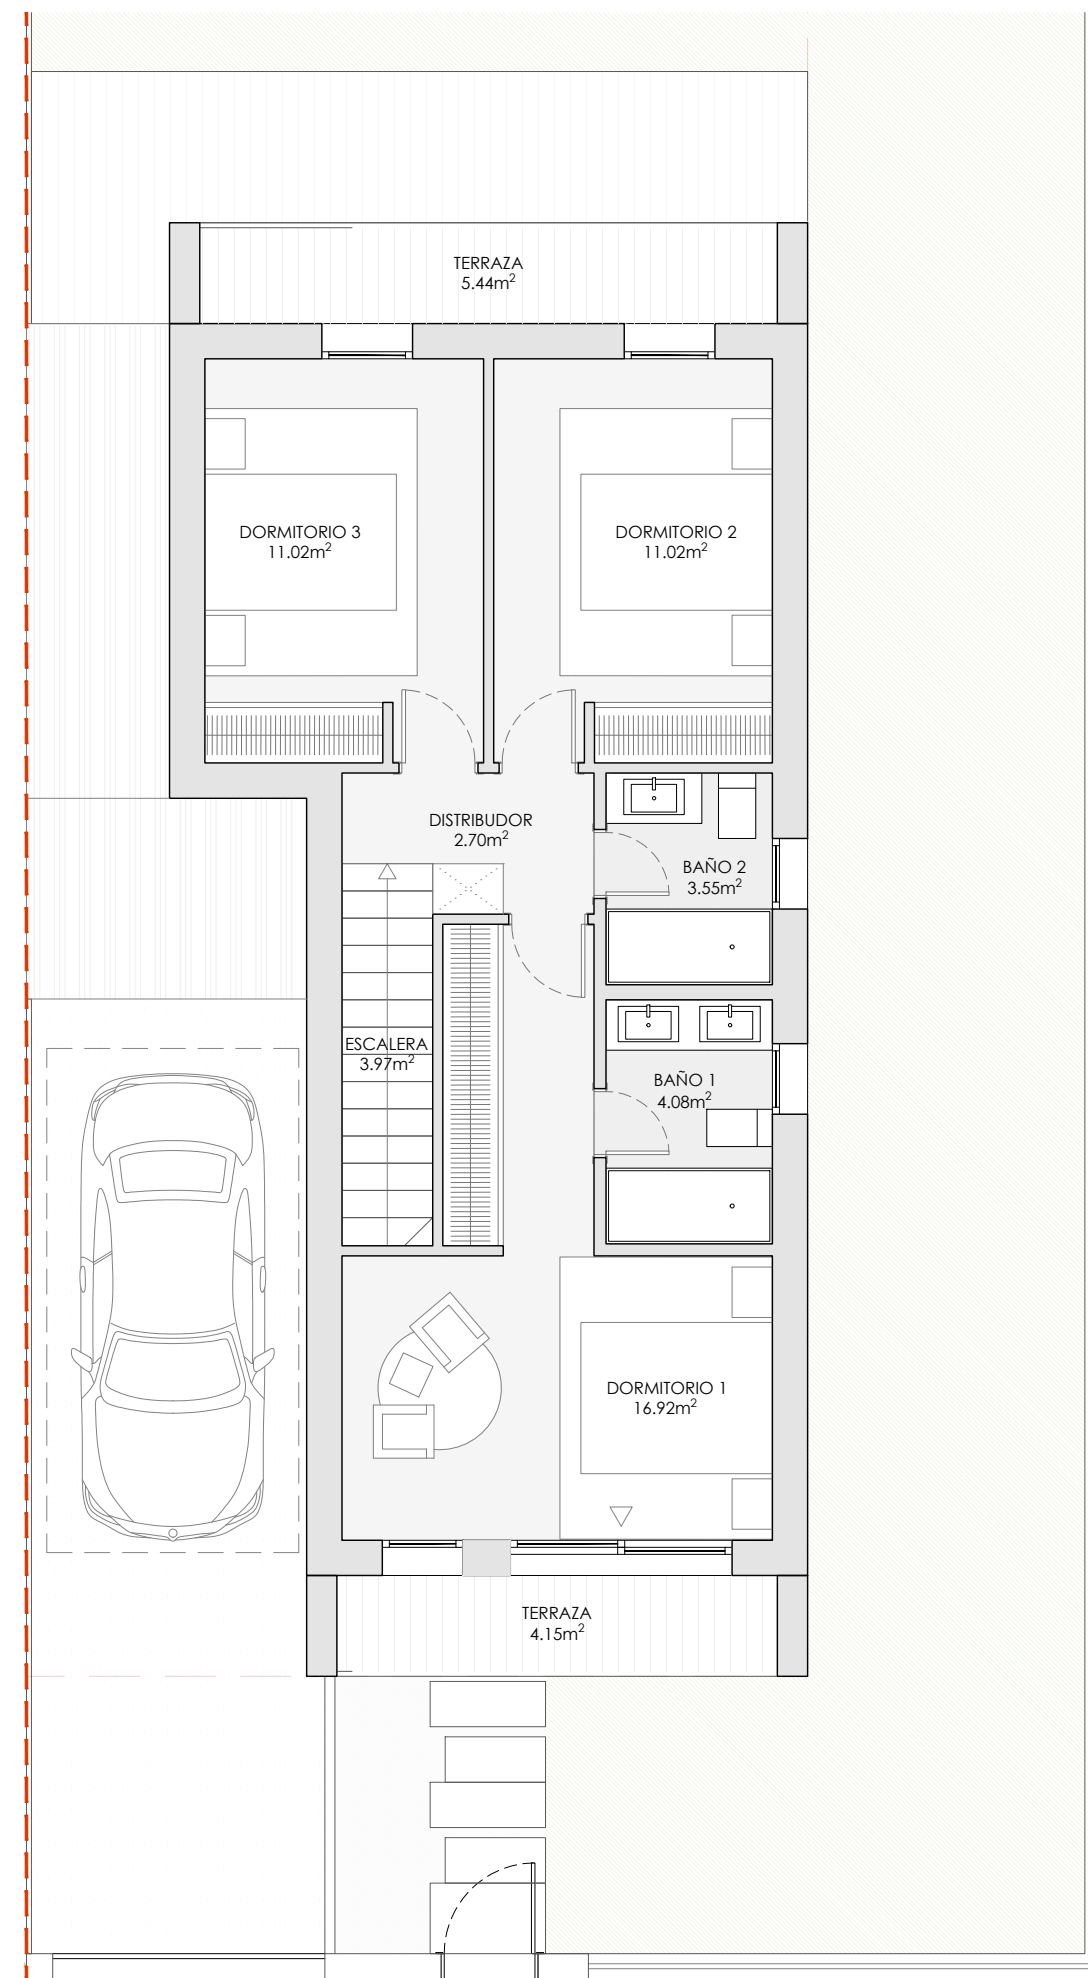 TERRAZA
5.44m²
DORMITORIO 3
11.02m²
DORMITORIO 2
11.02m²
DISTRIBUDOR
2.70m²
BAÑO 2
3.55m²
ESCALERA
3.97m²
BAÑO 1
4.08m²
DORMITORIO 1
16.92m²
TERRAZA
4.15m²